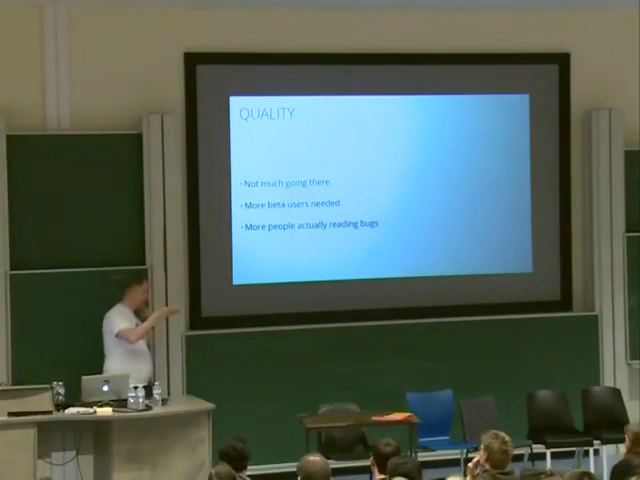 QUALITY
· Not much going there
· More beta users needed
· More people actually reading bugs